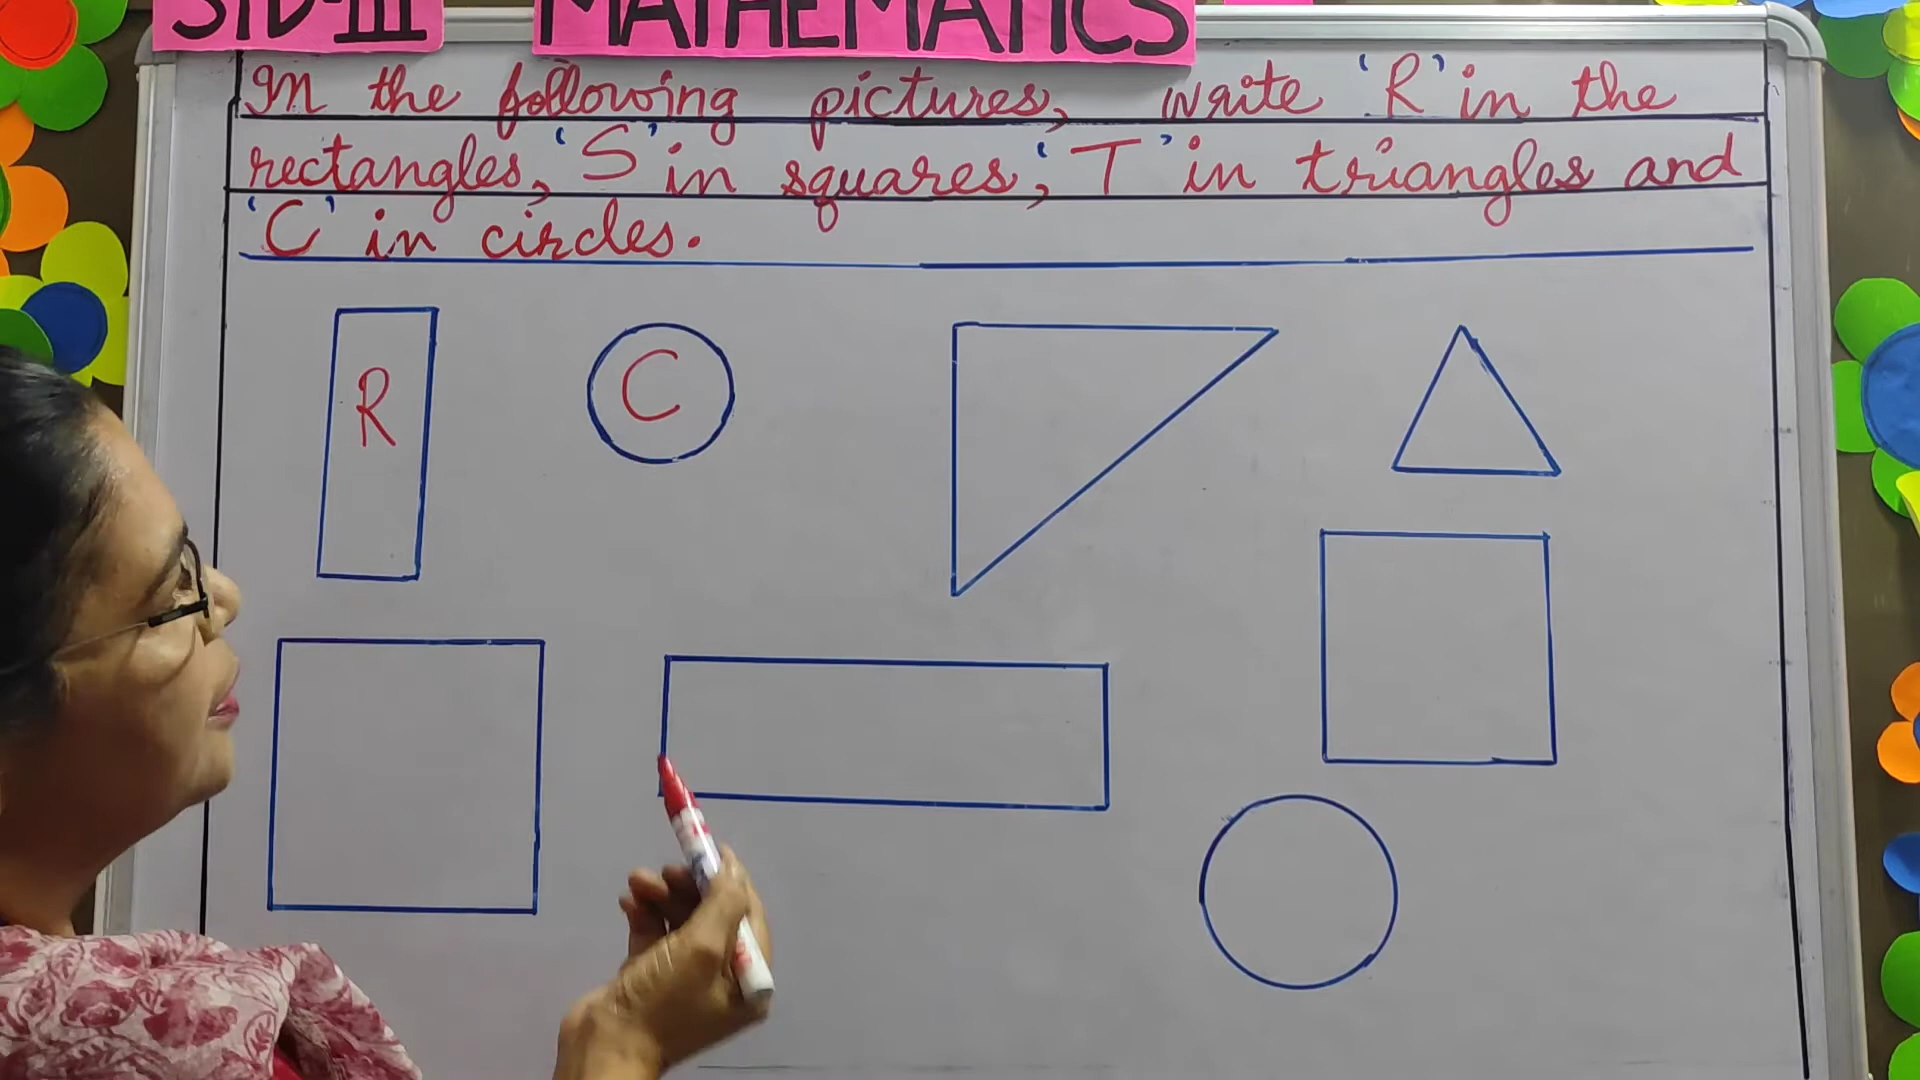 STD-III MATHEMATICS
In the following pictures, write 'R' in the
rectangles, 'S' in squares, 'T' in triangles and
'C' in circles.
R C